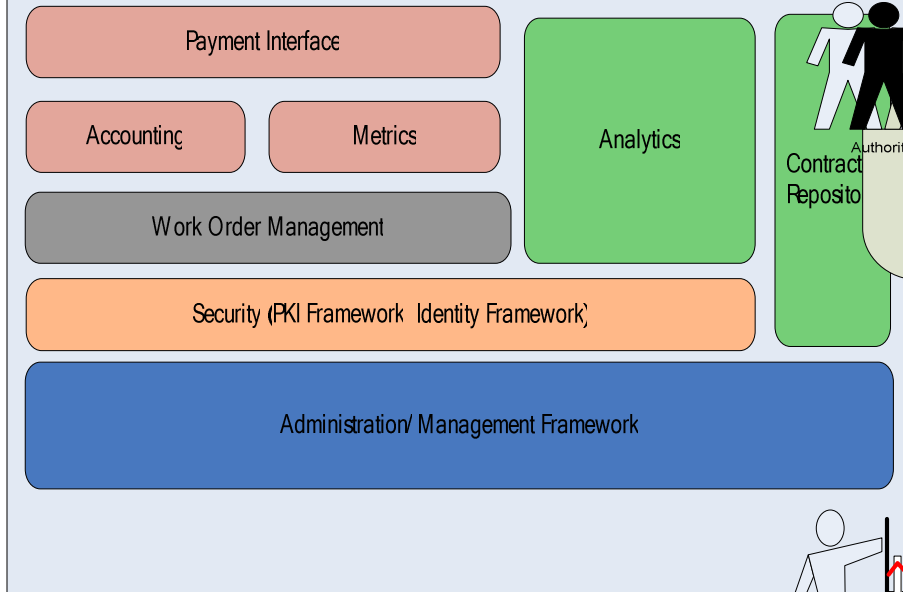 Payment Interface
Accounting
Metrics
Analytics
Authorit
Contract
Reposito
Work Order Management
Security (PKI Framework Identity Framework)
Administration/ Management Framework